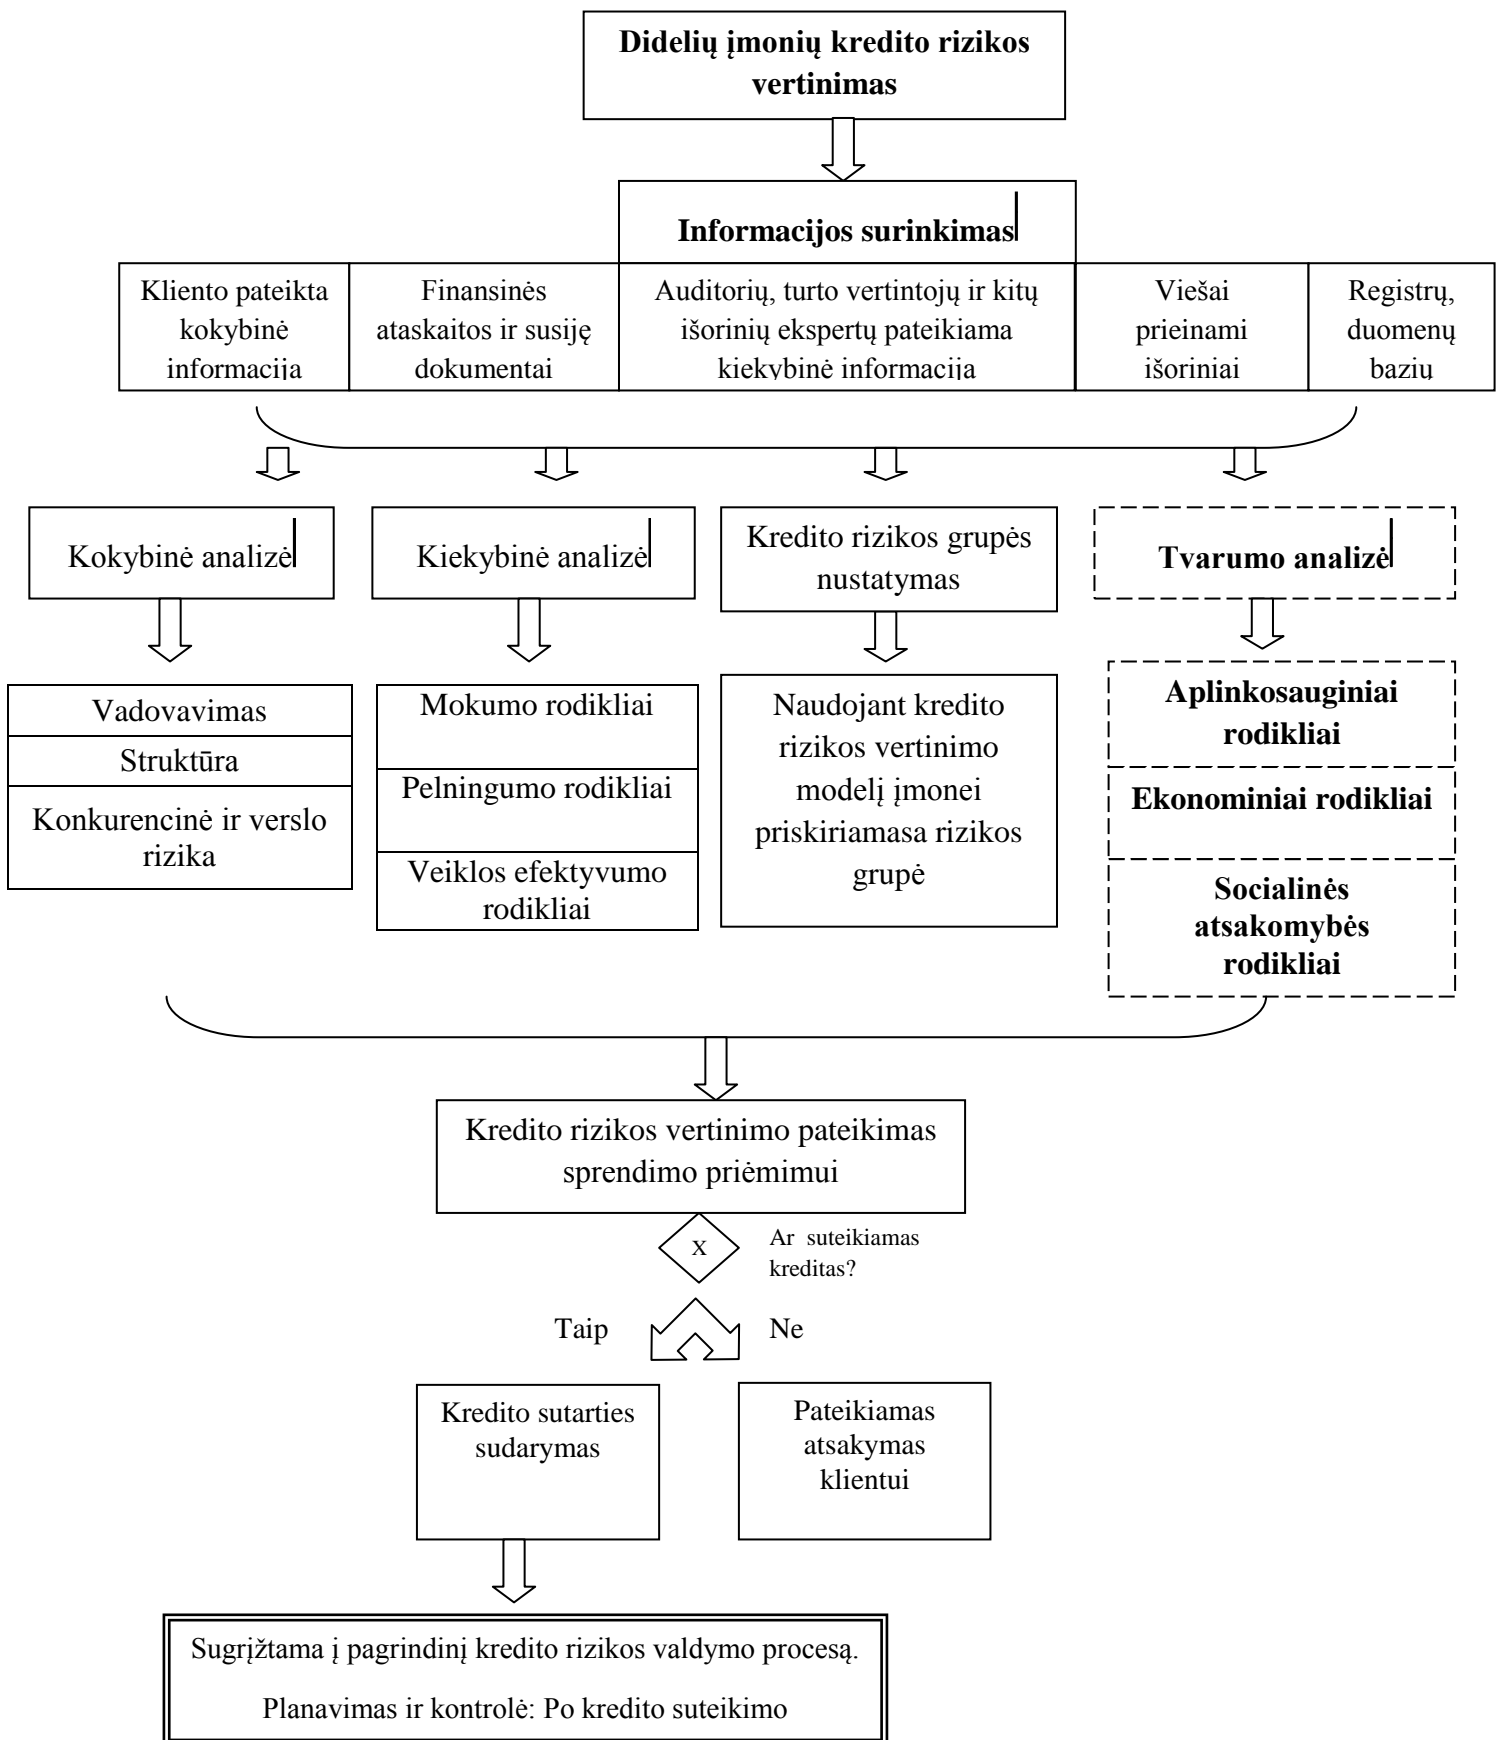 Didelių įmonių kredito rizikos
vertinimas
Informacijos surinkimas
Kliento pateikta
kokybinė
informacija
Finansinės
ataskaitos ir susiję
dokumentai
Auditorių, turto vertintojų ir kitų
išorinių ekspertų pateikiama
kiekybinė informacija
Viešai
prieinami
išoriniai
Registrų,
duomenų
bazių
Kokybinė analizė
Kiekybinė analizė
Kredito rizikos grupės
nustatymas
Tvarumo analizė
Vadovavimas
Struktūra
Konkurencinė ir verslo
rizika
Mokumo rodikliai
Pelningumo rodikliai
Veiklos efektyvumo
rodikliai
Naudojant kredito
rizikos vertinimo
modelį įmonei
priskiriamasa rizikos
grupė
Aplinkosauginiai
rodikliai
Ekonominiai rodikliai
Socialinės
atsakomybės
rodikliai
Kredito rizikos vertinimo pateikimas
sprendimo priėmimui
X
Ar suteikiamas
kreditas?
Taip
Ne
Kredito sutarties
sudarymas
Pateikiamas
atsakymas
klientui
Sugrįžtama į pagrindinį kredito rizikos valdymo procesą.
Planavimas ir kontrolė: Po kredito suteikimo